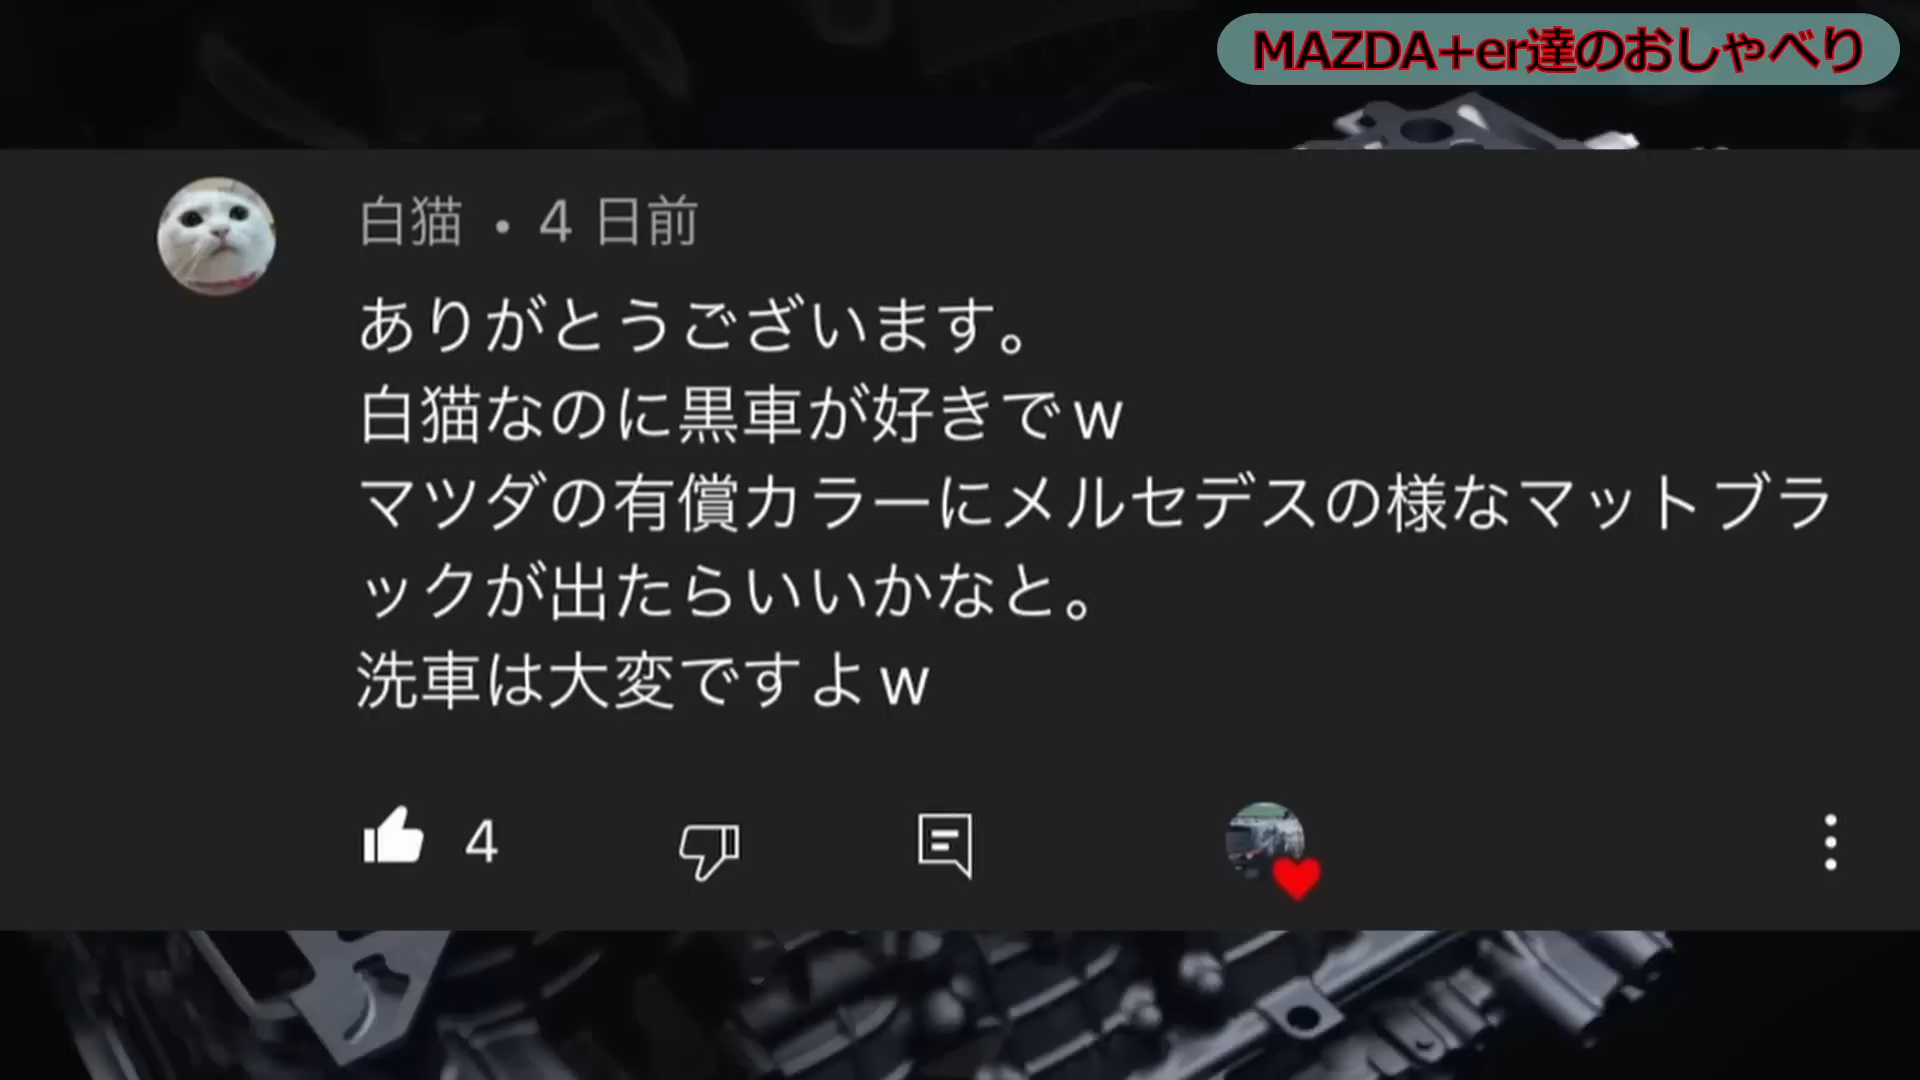 MAZDA+er達のおしゃべり
白猫 • 4 日前
ありがとうございます。
白猫なのに黒車が好きでw
マツダの有償カラーにメルセデスの様なマットブラ
ックが出たらいいかなと。
洗車は大変ですよw
4